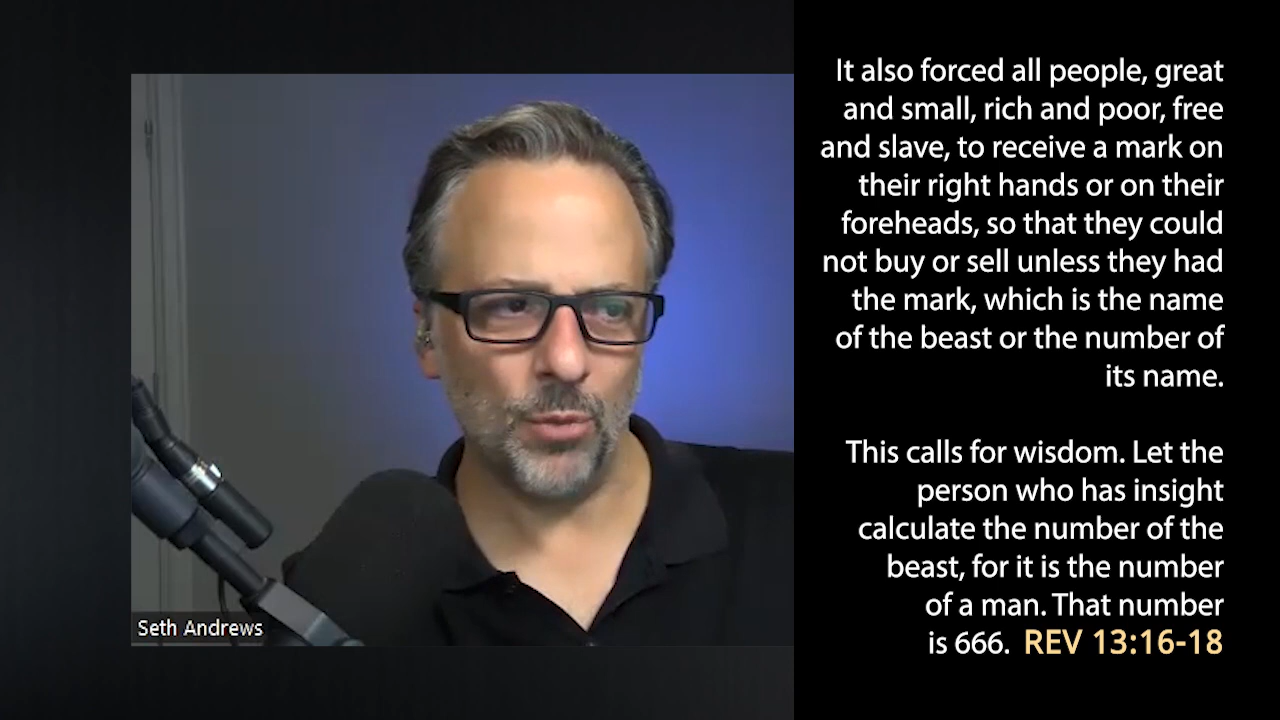 It also forced all people, great
and small, rich and poor, free
and slave, to receive a mark on
their right hands or on their
foreheads, so that they could
not buy or sell unless they had
the mark, which is the name
of the beast or the number of
its name.
This calls for wisdom. Let the
person who has insight
calculate the number of the
beast, for it is the number
of a man. That number
is 666. REV 13:16-18
Seth Andrews